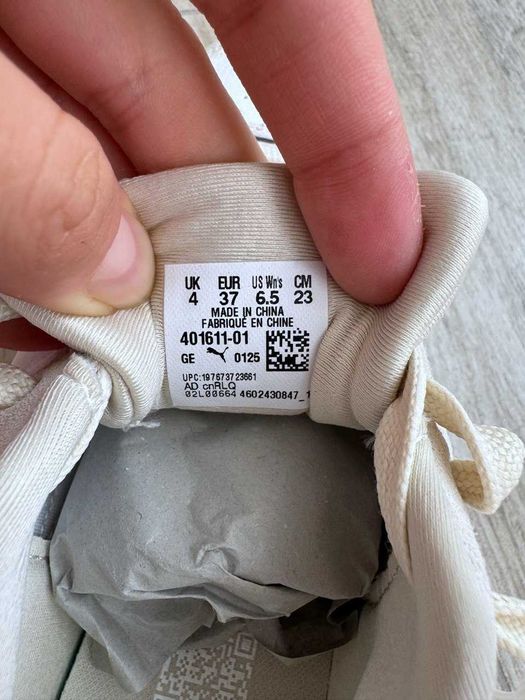 UK EUR US Wn's CM
4 37 6.5 23
MADE IN CHINA
FABRIQUÉ EN CHINE
401611-01
GE 0125
UPC:197673723661
AD cnRLQ
02L00664 4602430847_1